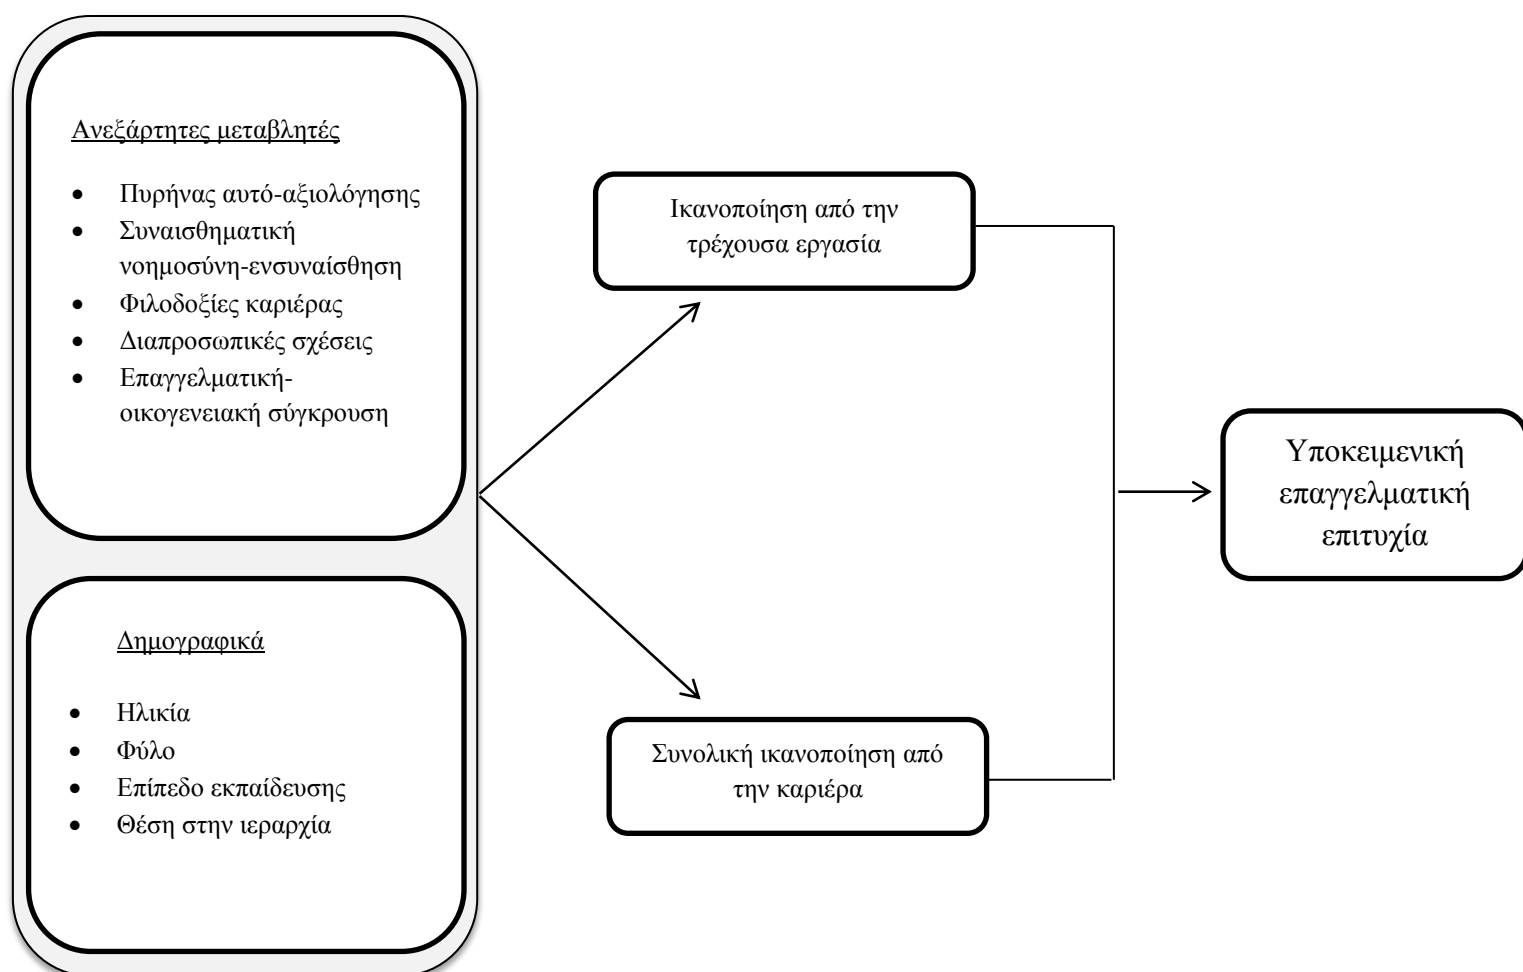 Ανεξάρτητες μεταβλητές
• Πυρήνας αυτό-αξιολόγησης
• Συναισθηματική
νοημοσύνη-ενσυναίσθηση
• Φιλοδοξίες καριέρας
• Διαπροσωπικές σχέσεις
• Επαγγελματική-
οικογενειακή σύγκρουση
Δημογραφικά
• Ηλικία
• Φύλο
• Επίπεδο εκπαίδευσης
• Θέση στην ιεραρχία
Ικανοποίηση από την
τρέχουσα εργασία
Συνολική ικανοποίηση από
την καριέρα
Υποκειμενική
επαγγελματική
επιτυχία